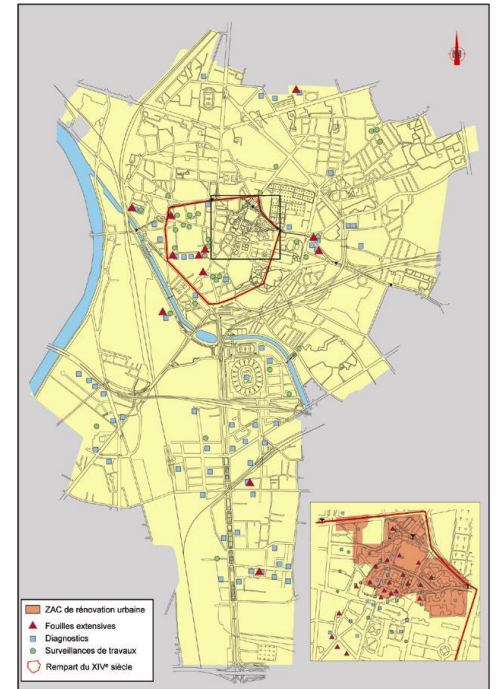 ZAC de rénovation urbaine
Fouilles extensives
Diagnostics
Surveillances de travaux
Rempart du XIVe siècle